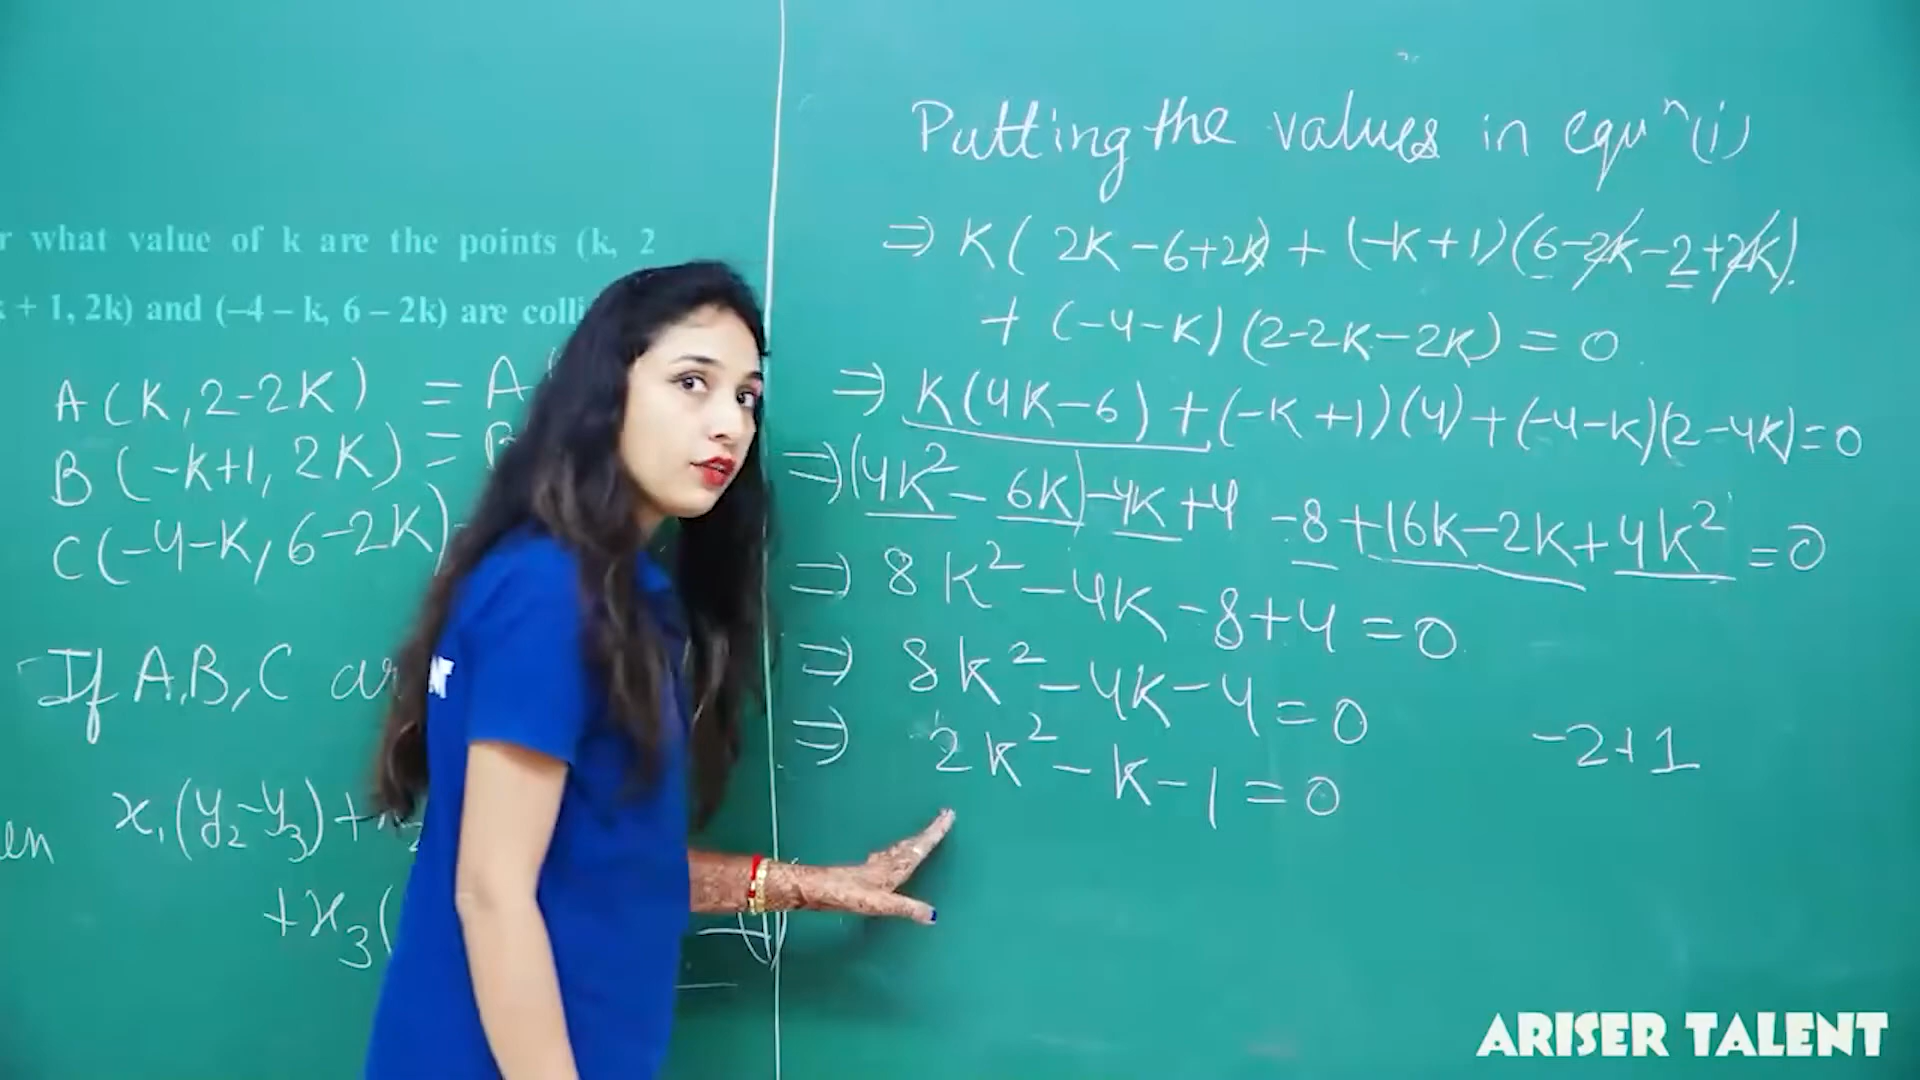 what value of k are the points (k, 2
+ 1, 2k) and (–4 – k, 6 – 2k) are colli
A (K, 2-2K) = A
B (-K+1, 2K) =
C(-4-K, 6-2K)
If A,B,C ar
x₁(y₂-y₃)+
+x₃(
Putting the values in equⁿ(i)
⇒ K( 2K -6+2K) + (-K+1)(6-2K-2+2K)
+ (-4-K) (2-2K-2K) = 0
⇒ K(4K-6) + (-K+1)(4)+(-4-K)(2-4K)=0
⇒(4K² - 6K)-4K+4 -8+16K-2K+4K² =0
⇒ 8K²-4K-8+4=0
⇒ 8K²-4K-4=0
⇒ 2K²-K-1=0
-2+1
ARISER TALENT